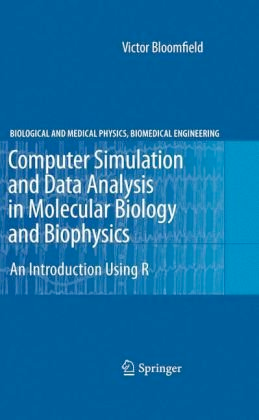 Victor Bloomfield
BIOLOGICAL AND MEDICAL PHYSICS, BIOMEDICAL ENGINEERING
Computer Simulation
and Data Analysis
in Molecular Biology
and Biophysics
An Introduction Using R
Springer